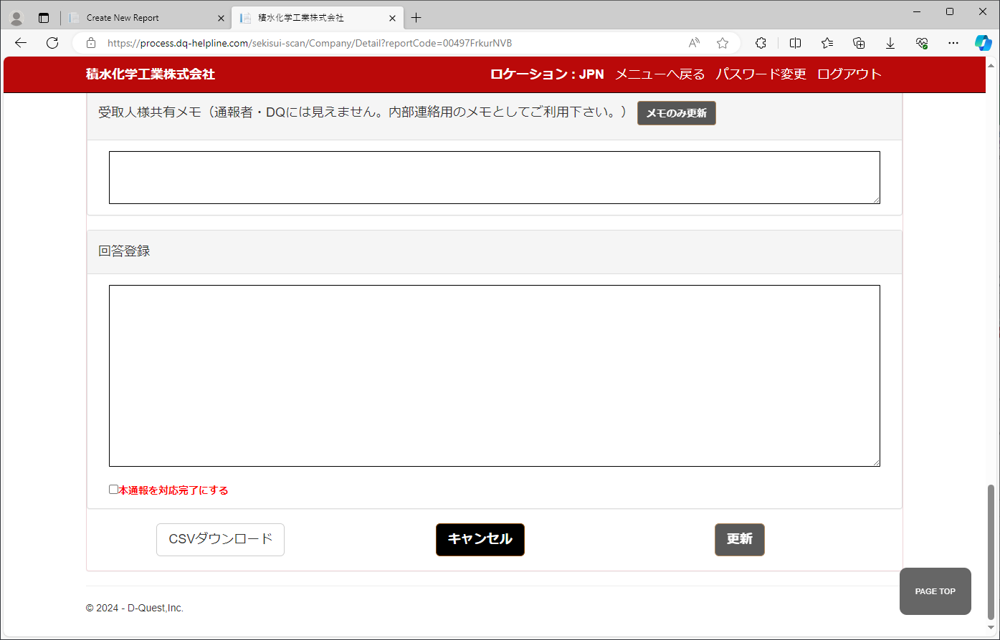 Create New Report
積水化学工業株式会社
https://process.dq-helpline.com/sekisui-scan/Company/Detail?reportCode=00497FrkurNVB
積水化学工業株式会社 ロケーション : JPN メニューへ戻る パスワード変更 ログアウト
受取人様共有メモ（通報者・DQには見えません。内部連絡用のメモとしてご利用下さい。） メモのみ更新
回答登録
本通報を対応完了にする
CSVダウンロード キャンセル 更新
PAGE TOP
© 2024 - D-Quest,Inc.